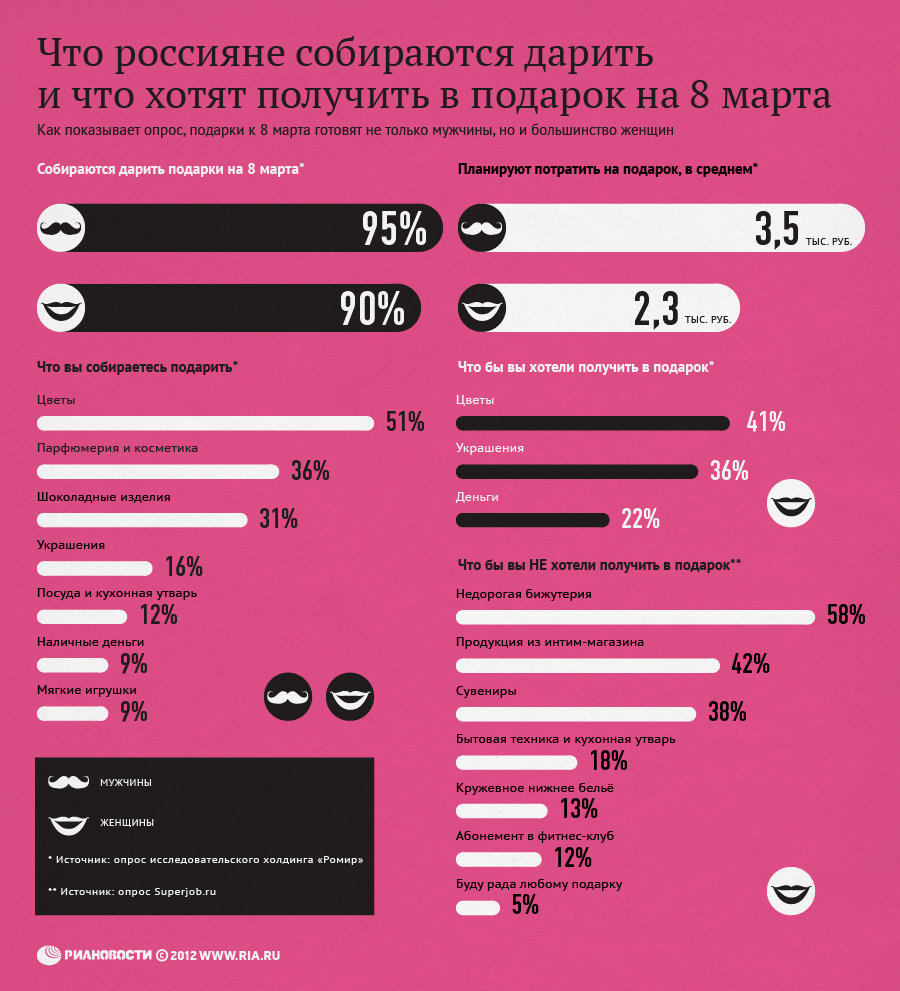 Что россияне собираются дарить
и что хотят получить в подарок на 8 марта
Как показывает опрос, подарки к 8 марта готовят не только мужчины, но и большинство женщин
Собираются дарить подарки на 8 марта*
95%
90%
Планируют потратить на подарок, в среднем*
3,5 ТЫС. РУБ.
2,3 ТЫС. РУБ.
Что вы собираетесь подарить*
Цветы
51%
Парфюмерия и косметика
36%
Шоколадные изделия
31%
Украшения
16%
Посуда и кухонная утварь
12%
Наличные деньги
9%
Мягкие игрушки
9%
Что бы вы хотели получить в подарок*
Цветы
41%
Украшения
36%
Деньги
22%
Что бы вы НЕ хотели получить в подарок**
Недорогая бижутерия
58%
Продукция из интим-магазина
42%
Сувениры
38%
Бытовая техника и кухонная утварь
18%
Кружевное нижнее бельё
13%
Абонемент в фитнес-клуб
12%
Буду рада любому подарку
5%
МУЖЧИНЫ
ЖЕНЩИНЫ
* Источник: опрос исследовательского холдинга «Ромир»
** Источник: опрос Superjob.ru
РИАНОВОСТИ © 2012 WWW.RIA.RU